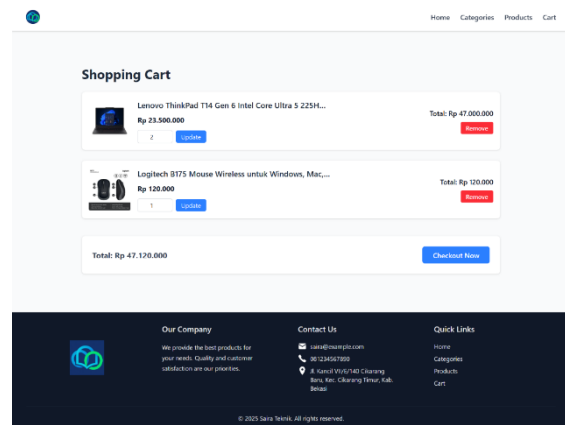 Home Categories Products Cart
Shopping Cart
Lenovo ThinkPad T14 Gen 6 Intel Core Ultra 5 225H...
Rp 23.500.000
2 Update
Total: Rp 47.000.000
Remove
Logitech B175 Mouse Wireless untuk Windows, Mac,...
Rp 120.000
1 Update
Total: Rp 120.000
Remove
Total: Rp 47.120.000
Checkout Now
Our Company
We provide the best products for
your needs. Quality and customer
satisfaction are our priorities.
Contact Us
saira@example.com
081234567890
Jl. Kancil VI/E/140 Cikarang
Baru, Kec. Cikarang Timur, Kab.
Bekasi
Quick Links
Home
Categories
Products
Cart
© 2025 Saira Teknik. All rights reserved.